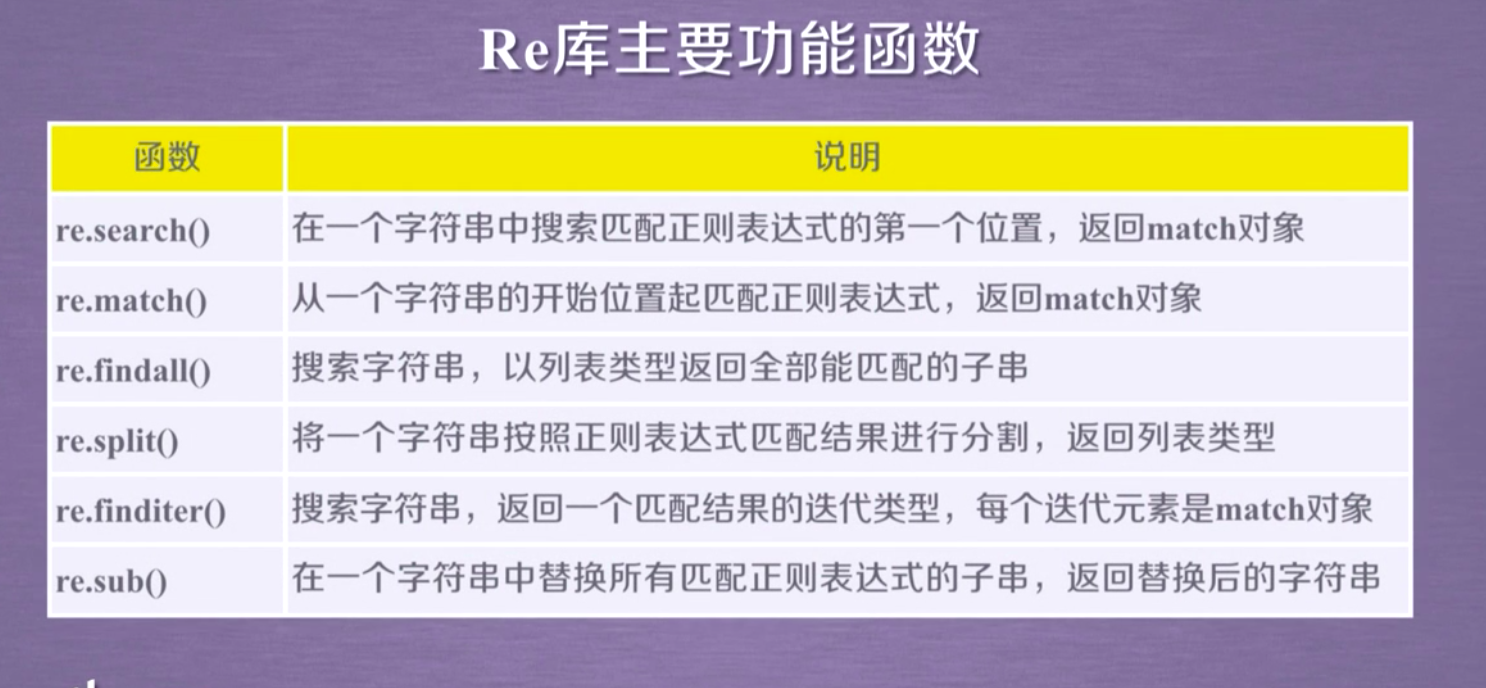 Re库主要功能函数
函数 说明
re.search() 在一个字符串中搜索匹配正则表达式的第一个位置，返回match对象
re.match() 从一个字符串的开始位置起匹配正则表达式，返回match对象
re.findall() 搜索字符串，以列表类型返回全部能匹配的子串
re.split() 将一个字符串按照正则表达式匹配结果进行分割，返回列表类型
re.finditer() 搜索字符串，返回一个匹配结果的迭代类型，每个迭代元素是match对象
re.sub() 在一个字符串中替换所有匹配正则表达式的子串，返回替换后的字符串